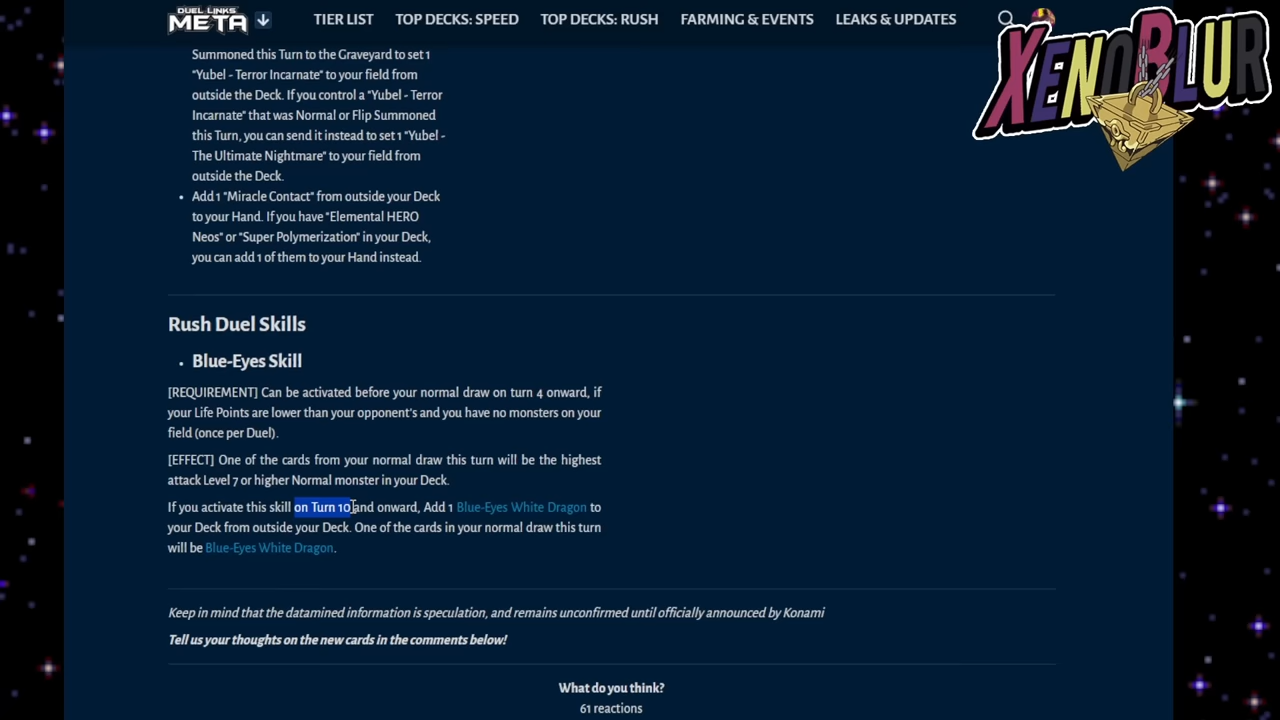 DUEL LINKS
META
TIER LIST
TOP DECKS: SPEED
TOP DECKS: RUSH
FARMING & EVENTS
LEAKS & UPDATES
XENOBLUR
Summoned this Turn to the Graveyard to set 1
"Yubel - Terror Incarnate" to your field from
outside the Deck. If you control a "Yubel - Terror
Incarnate" that was Normal or Flip Summoned
this Turn, you can send it instead to set 1 "Yubel -
The Ultimate Nightmare" to your field from
outside the Deck.
• Add 1 "Miracle Contact" from outside your Deck
to your Hand. If you have "Elemental HERO
Neos" or "Super Polymerization" in your Deck,
you can add 1 of them to your Hand instead.
Rush Duel Skills
• Blue-Eyes Skill
[REQUIREMENT] Can be activated before your normal draw on turn 4 onward, if
your Life Points are lower than your opponent's and you have no monsters on your
field (once per Duel).
[EFFECT] One of the cards from your normal draw this turn will be the highest
attack Level 7 or higher Normal monster in your Deck.
If you activate this skill on Turn 10 and onward, Add 1 Blue-Eyes White Dragon to
your Deck from outside your Deck. One of the cards in your normal draw this turn
will be Blue-Eyes White Dragon.
Keep in mind that the datamined information is speculation, and remains unconfirmed until officially announced by Konami
Tell us your thoughts on the new cards in the comments below!
What do you think?
61 reactions